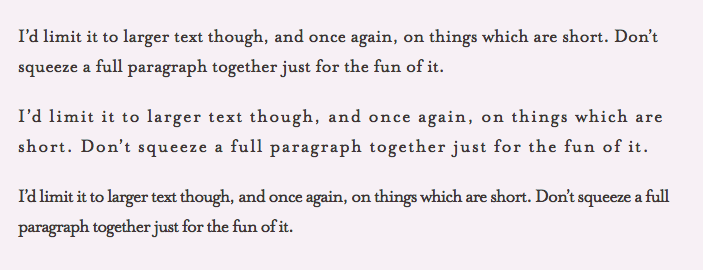 I’d limit it to larger text though, and once again, on things which are short. Don’t
squeeze a full paragraph together just for the fun of it.
I’d limit it to larger text though, and once again, on things which are
short. Don’t squeeze a full paragraph together just for the fun of it.
I’d limit it to larger text though, and once again, on things which are short. Don’t squeeze a full
paragraph together just for the fun of it.